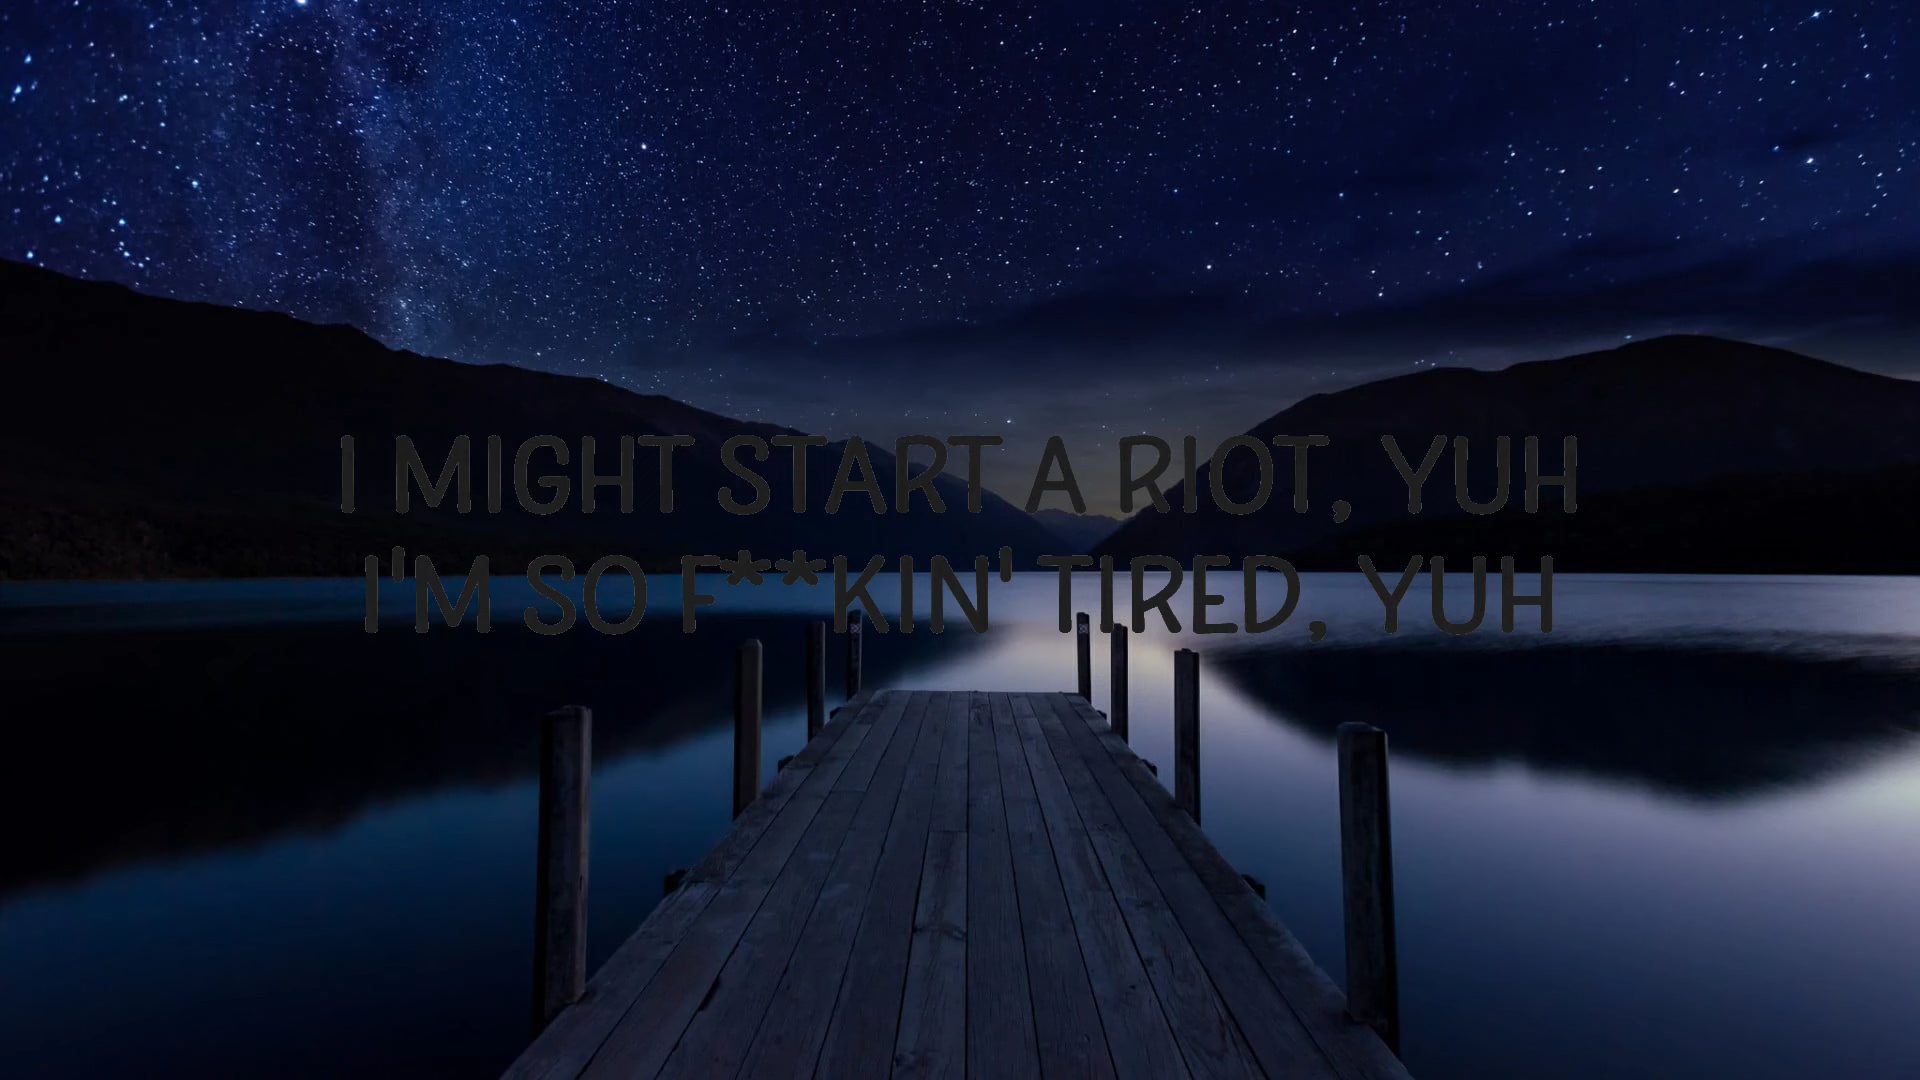 I MIGHT START A RIOT, YUH
I'M SO F**KIN' TIRED, YUH